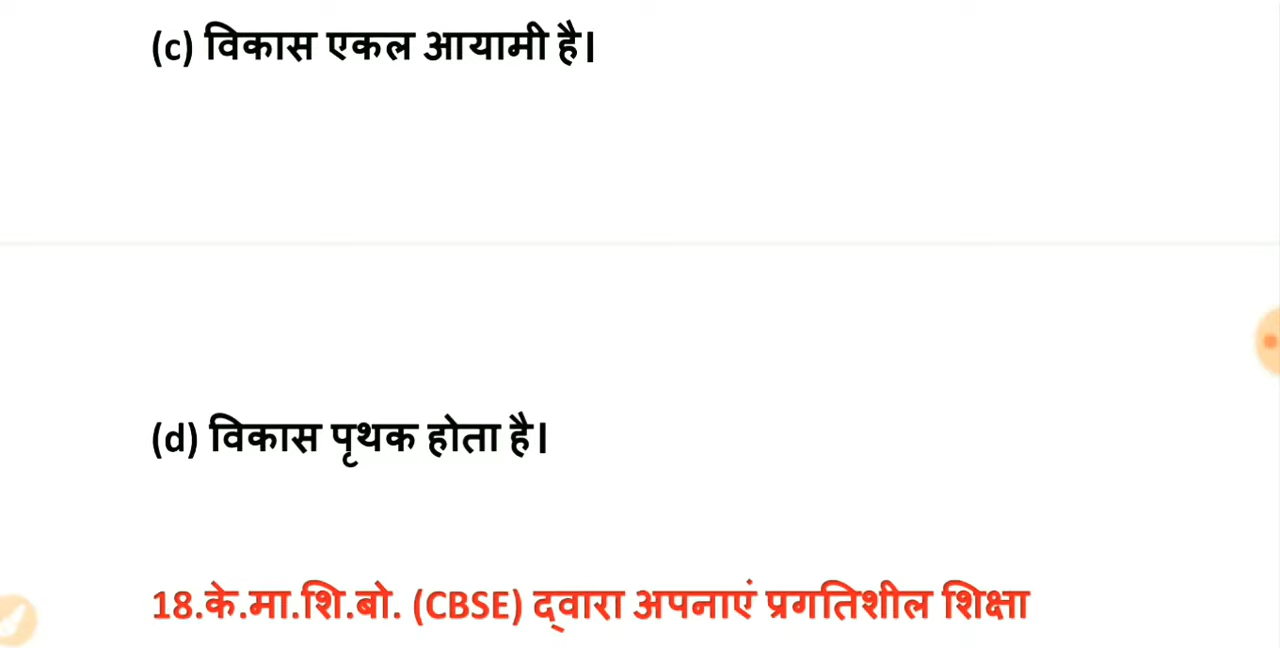 (c) विकास एकल आयामी है।
(d) विकास पृथक होता है।
18.के.मा.शि.बो. (CBSE) द्वारा अपनाएं प्रगतिशील शिक्षा